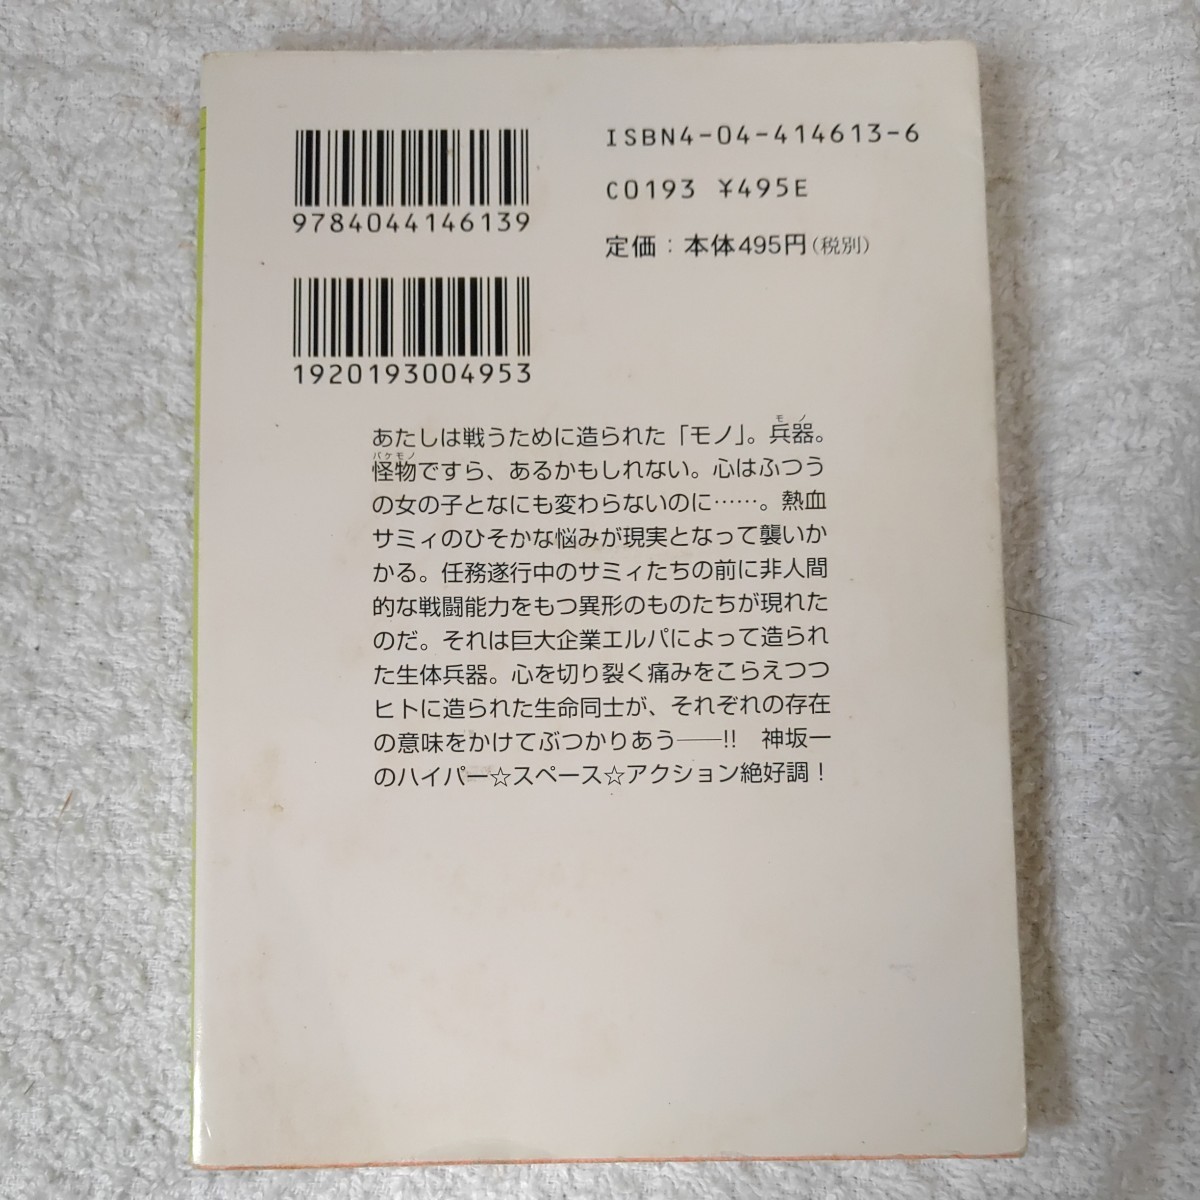 ISBN4-04-414613-6
9784044146139
C0193 ¥495E
定価：本体495円（税別）
1920193004953
モノ
あたしは戦うために造られた「モノ」。兵器。
バケモノ
怪物ですら、あるかもしれない。心はふつう
の女の子となにも変わらないのに……。熱血
サミィのひそかな悩みが現実となって襲いか
かる。任務遂行中のサミィたちの前に非人間
的な戦闘能力をもつ異形のものたちが現れた
のだ。それは巨大企業エルパによって造られ
た生体兵器。心を切り裂く痛みをこらえつつ
ヒトに造られた生命同士が、それぞれの存在
の意味をかけてぶつかりあう――!!　神坂一
のハイパー☆スペース☆アクション絶好調！